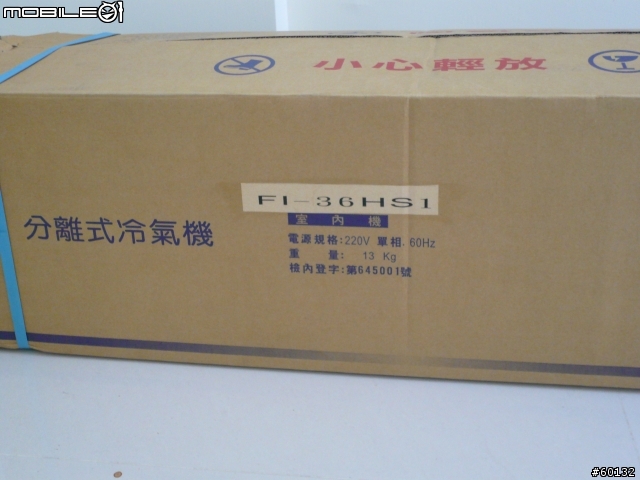 MOBILE01
小心輕放
FI-36HS1
室內機
分離式冷氣機
電源規格:220V 單相, 60Hz
重 量: 13 Kg
檢內登字:第645001號
#60132